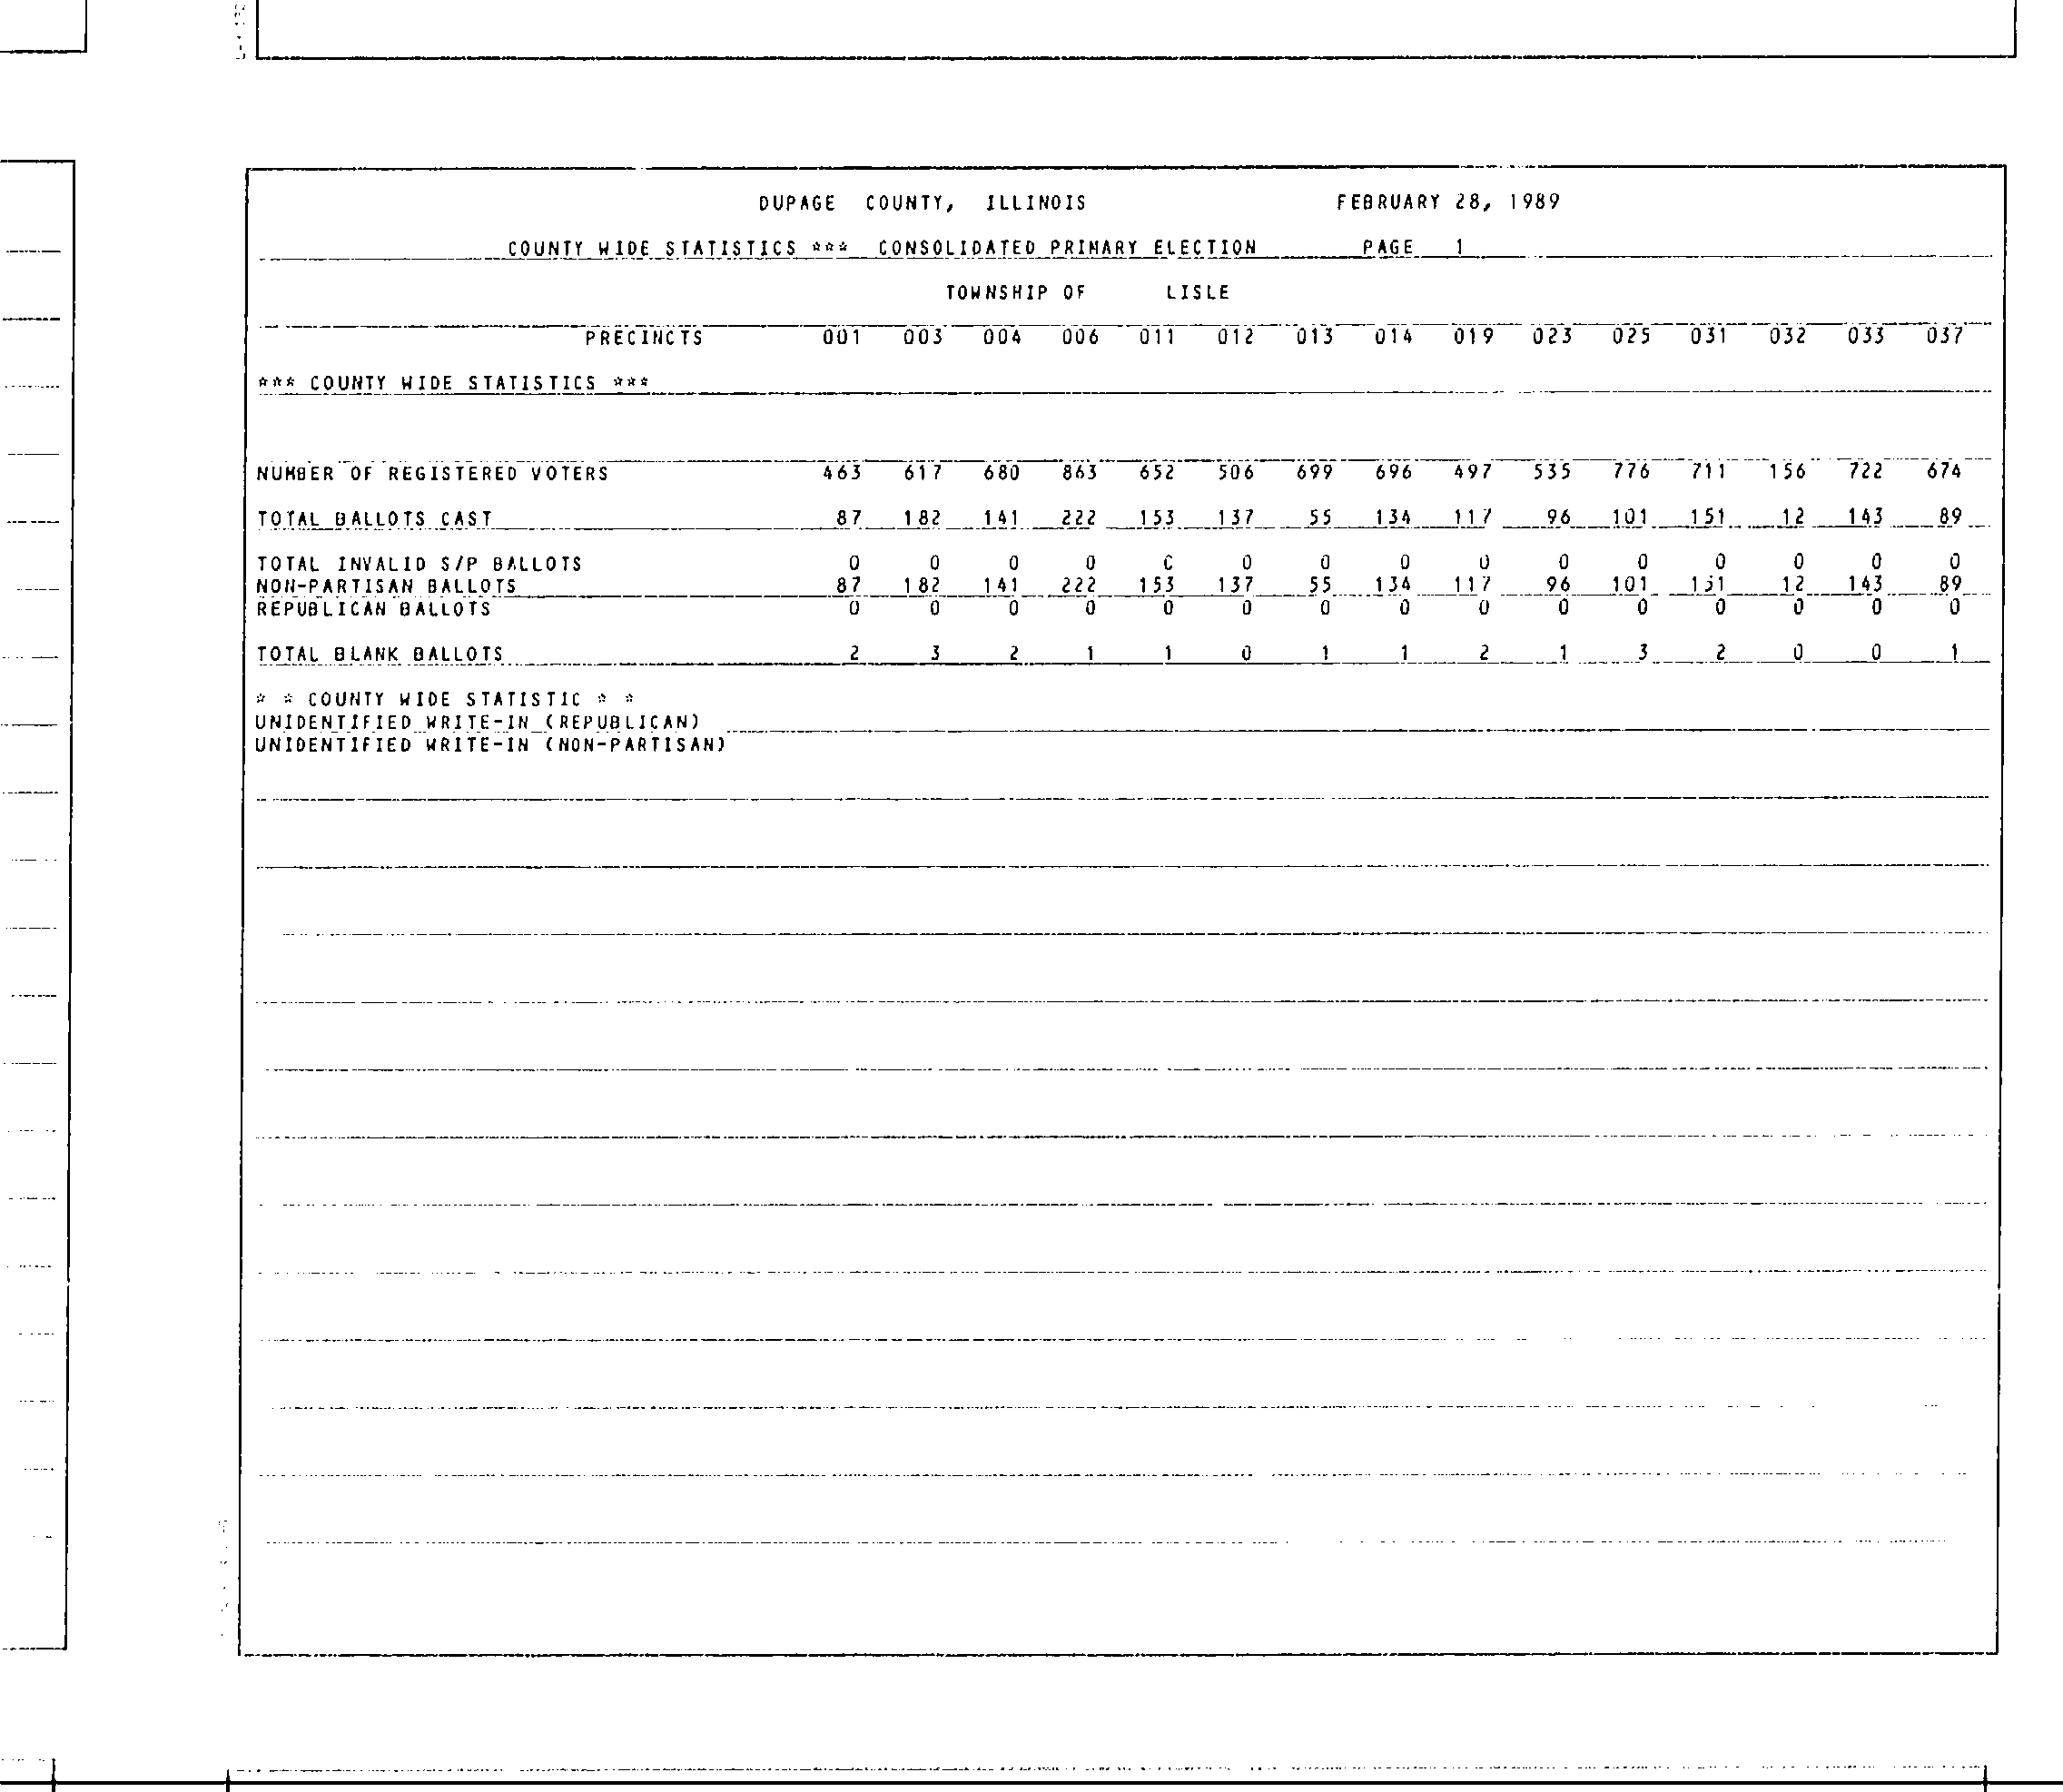 DUPAGE COUNTY, ILLINOIS FEBRUARY 28, 1989
COUNTY WIDE STATISTICS *** CONSOLIDATED PRIMARY ELECTION PAGE 1
TOWNSHIP OF LISLE
PRECINCTS 001 003 004 006 011 012 013 014 019 023 025 031 032 033 037
*** COUNTY WIDE STATISTICS ***
NUMBER OF REGISTERED VOTERS 463 617 680 863 652 506 699 696 497 535 776 711 156 722 674
TOTAL BALLOTS CAST 87 182 141 222 153 137 55 134 117 96 101 151 12 143 89
TOTAL INVALID S/P BALLOTS 0 0 0 0 0 0 0 0 0 0 0 0 0 0 0
NON-PARTISAN BALLOTS 87 182 141 222 153 137 55 134 117 96 101 151 12 143 89
REPUBLICAN BALLOTS 0 0 0 0 0 0 0 0 0 0 0 0 0 0 0
TOTAL BLANK BALLOTS 2 3 2 1 1 0 1 1 2 1 3 2 0 0 1
* * COUNTY WIDE STATISTIC * *
UNIDENTIFIED WRITE-IN (REPUBLICAN)
UNIDENTIFIED WRITE-IN (NON-PARTISAN)